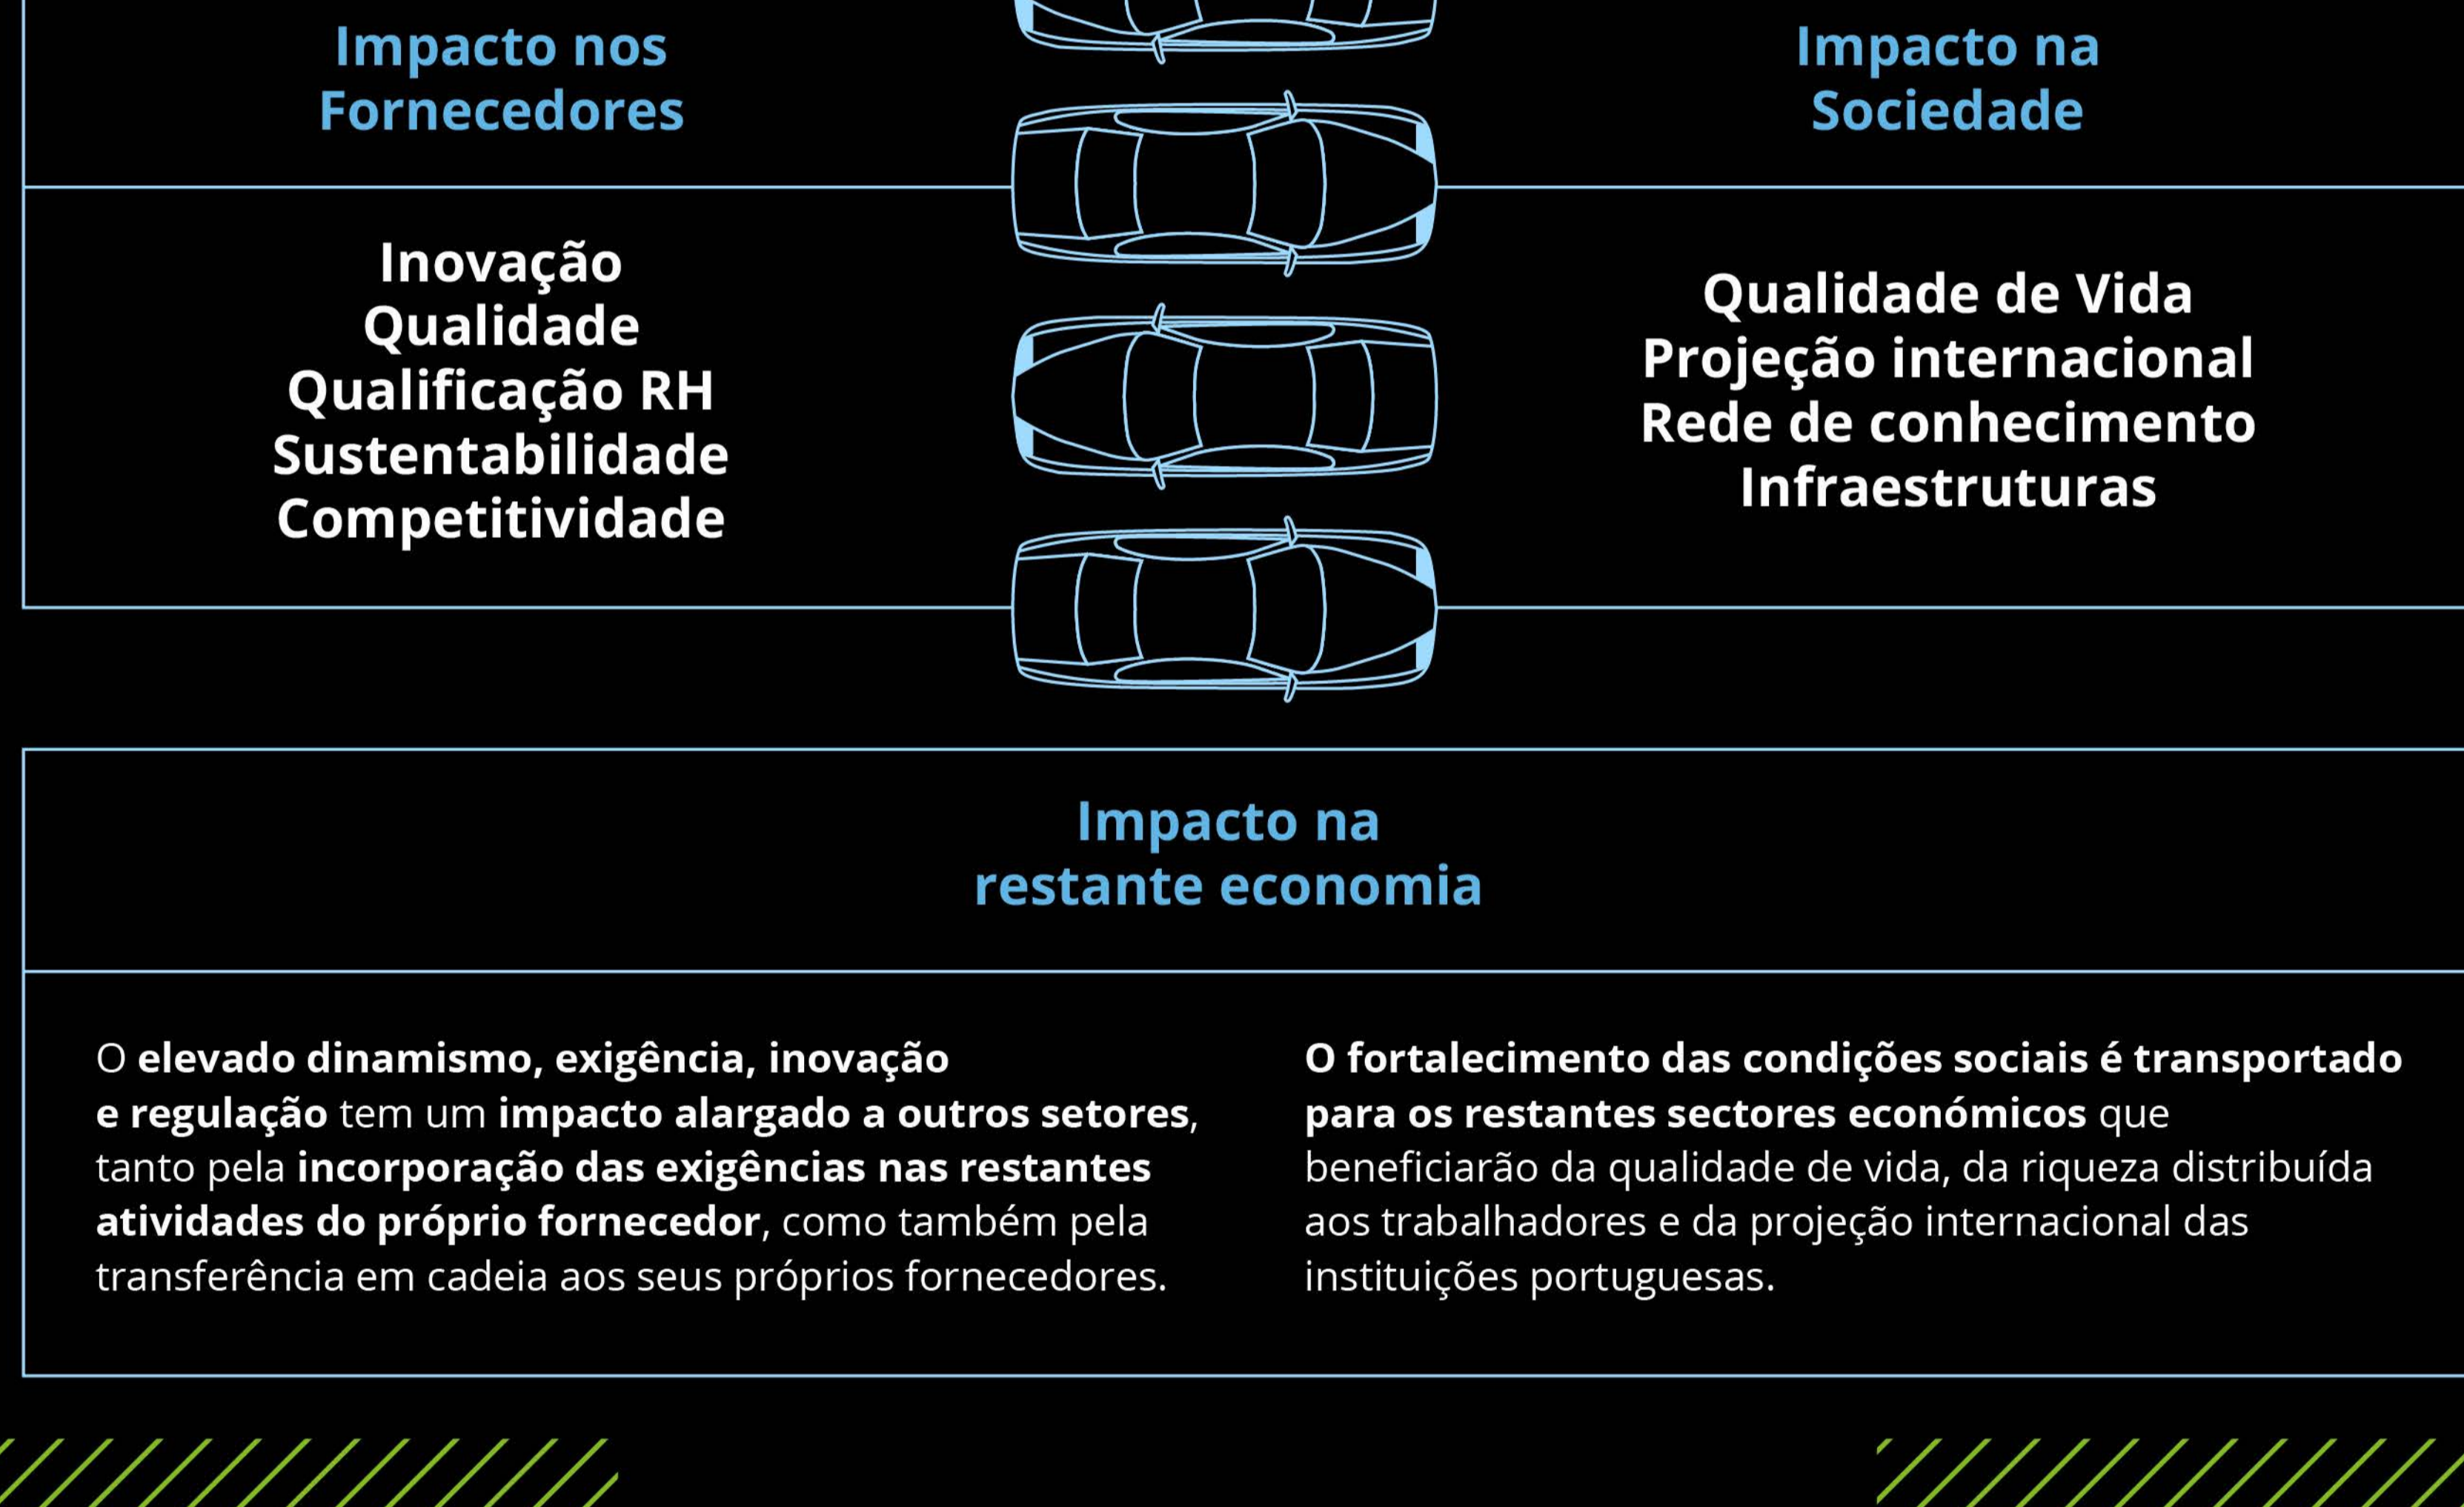 Impacto nos
Fornecedores
Inovação
Qualidade
Qualificação RH
Sustentabilidade
Competitividade
Impacto na
Sociedade
Qualidade de Vida
Projeção internacional
Rede de conhecimento
Infraestruturas
Impacto na
restante economia
O elevado dinamismo, exigência, inovação
e regulação tem um impacto alargado a outros setores,
tanto pela incorporação das exigências nas restantes
atividades do próprio fornecedor, como também pela
transferência em cadeia aos seus próprios fornecedores.
O fortalecimento das condições sociais é transportado
para os restantes sectores económicos que
beneficiarão da qualidade de vida, da riqueza distribuída
aos trabalhadores e da projeção internacional das
instituições portuguesas.